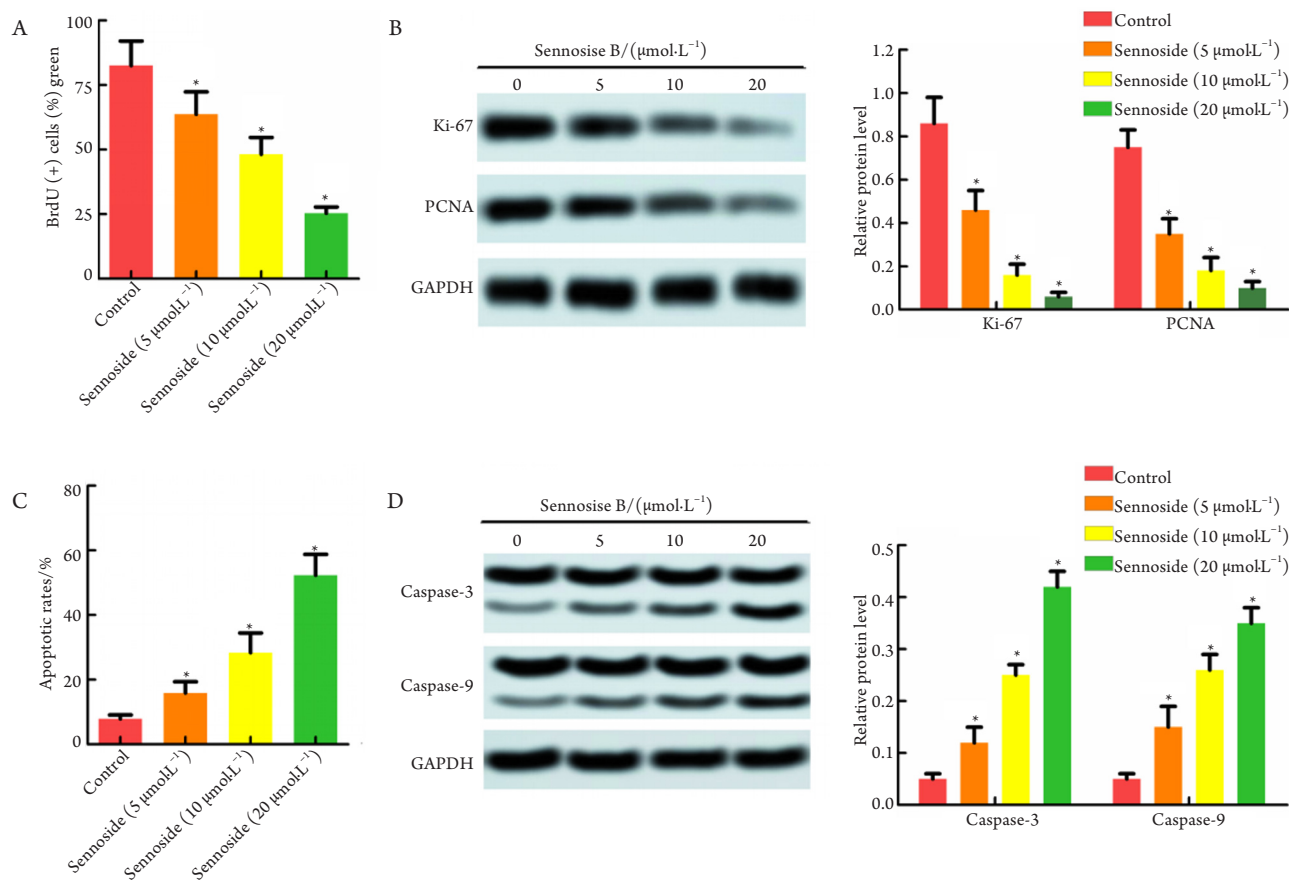 A
BrdU (+) cells (%) green
100
75
50
25
0
Control
Sennoside (5 μmol·L⁻¹)
Sennoside (10 μmol·L⁻¹)
Sennoside (20 μmol·L⁻¹)
*
*
*
B
Sennosise B/(μmol·L⁻¹)
0 5 10 20
Ki-67
PCNA
GAPDH
Control
Sennoside (5 μmol·L⁻¹)
Sennoside (10 μmol·L⁻¹)
Sennoside (20 μmol·L⁻¹)
Relative protein level
1.2
1.0
0.8
0.6
0.4
0.2
0.0
*
*
*
*
*
*
Ki-67 PCNA
C
Apoptotic rates/%
80
60
40
20
0
*
*
*
Control
Sennoside (5 μmol·L⁻¹)
Sennoside (10 μmol·L⁻¹)
Sennoside (20 μmol·L⁻¹)
D
Sennosise B/(μmol·L⁻¹)
0 5 10 20
Caspase-3
Caspase-9
GAPDH
Control
Sennoside (5 μmol·L⁻¹)
Sennoside (10 μmol·L⁻¹)
Sennoside (20 μmol·L⁻¹)
Relative protein level
0.5
0.4
0.3
0.2
0.1
0.0
*
*
*
*
*
*
Caspase-3 Caspase-9